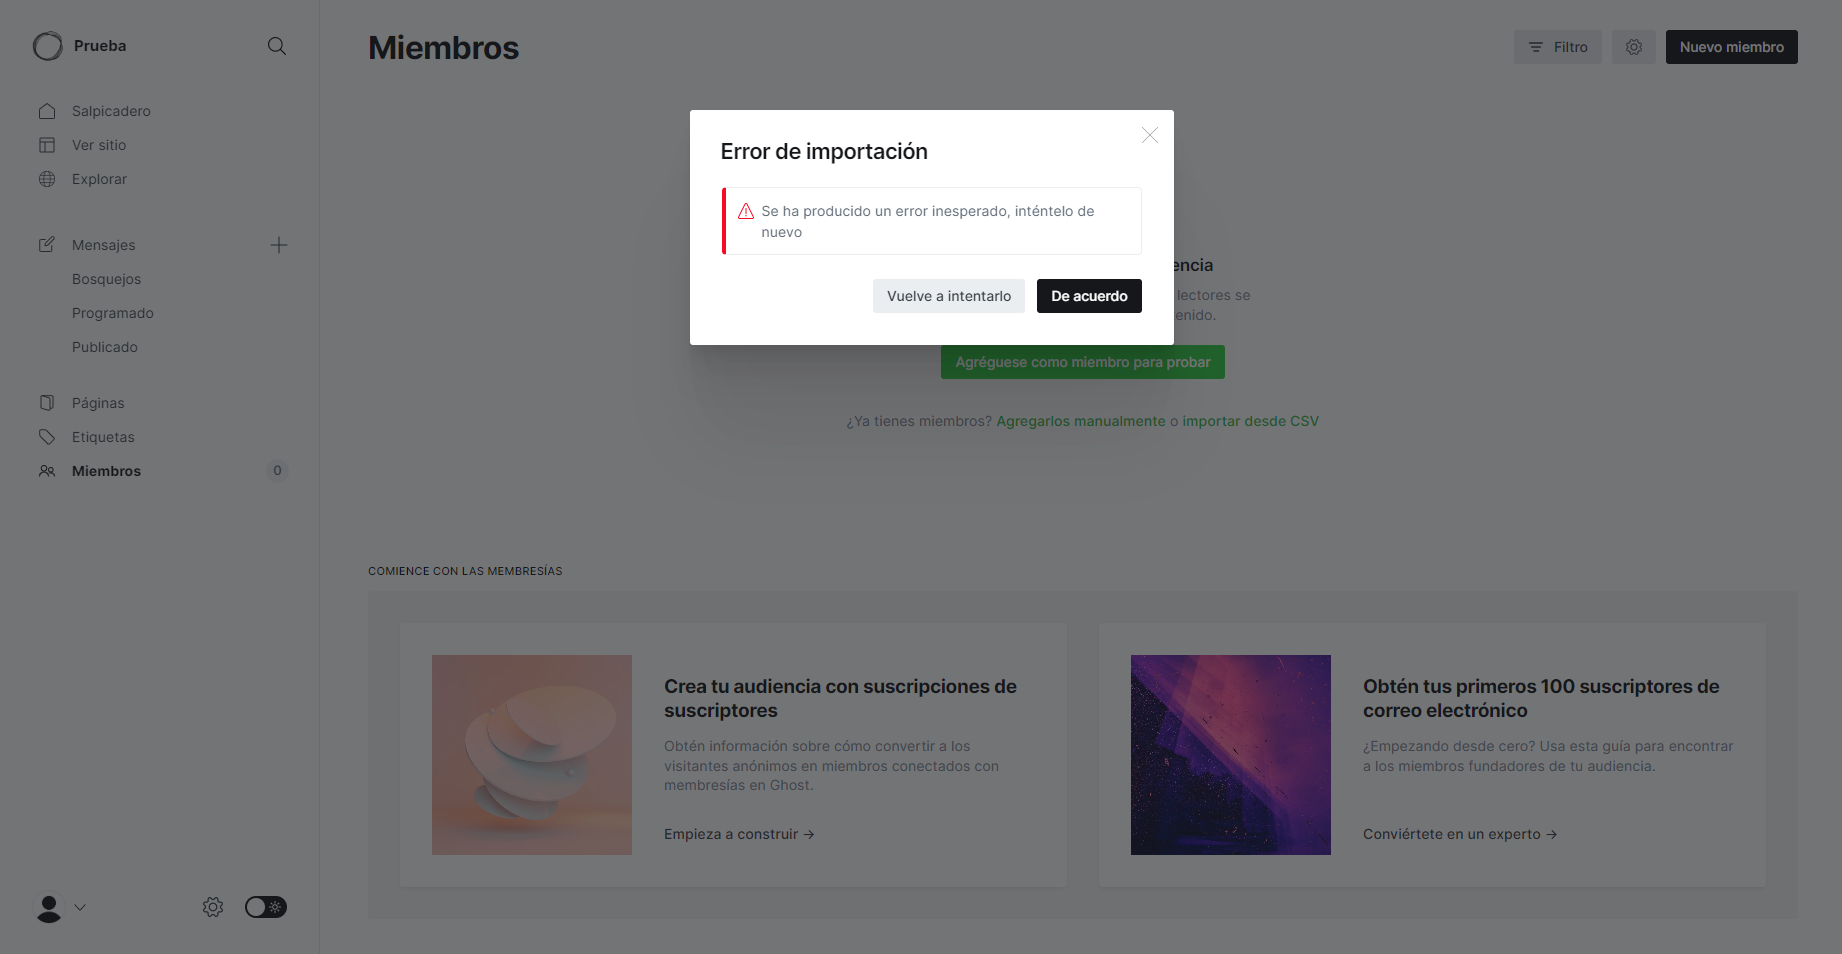 Prueba
Salpicadero
Ver sitio
Explorar
Mensajes
Bosquejos
Programado
Publicado
Páginas
Etiquetas
Miembros
0
Miembros
Filtro
Nuevo miembro
Error de importación
Se ha producido un error inesperado, inténtelo de
nuevo
Vuelve a intentarlo
De acuerdo
encia
lectores se
enido.
Agréguese como miembro para probar
¿Ya tienes miembros? Agregarlos manualmente o importar desde CSV
COMIENCE CON LAS MEMBRESÍAS
Crea tu audiencia con suscripciones de
suscriptores
Obtén información sobre cómo convertir a los
visitantes anónimos en miembros conectados con
membresías en Ghost.
Empieza a construir →
Obtén tus primeros 100 suscriptores de
correo electrónico
¿Empezando desde cero? Usa esta guía para encontrar
a los miembros fundadores de tu audiencia.
Conviértete en un experto →